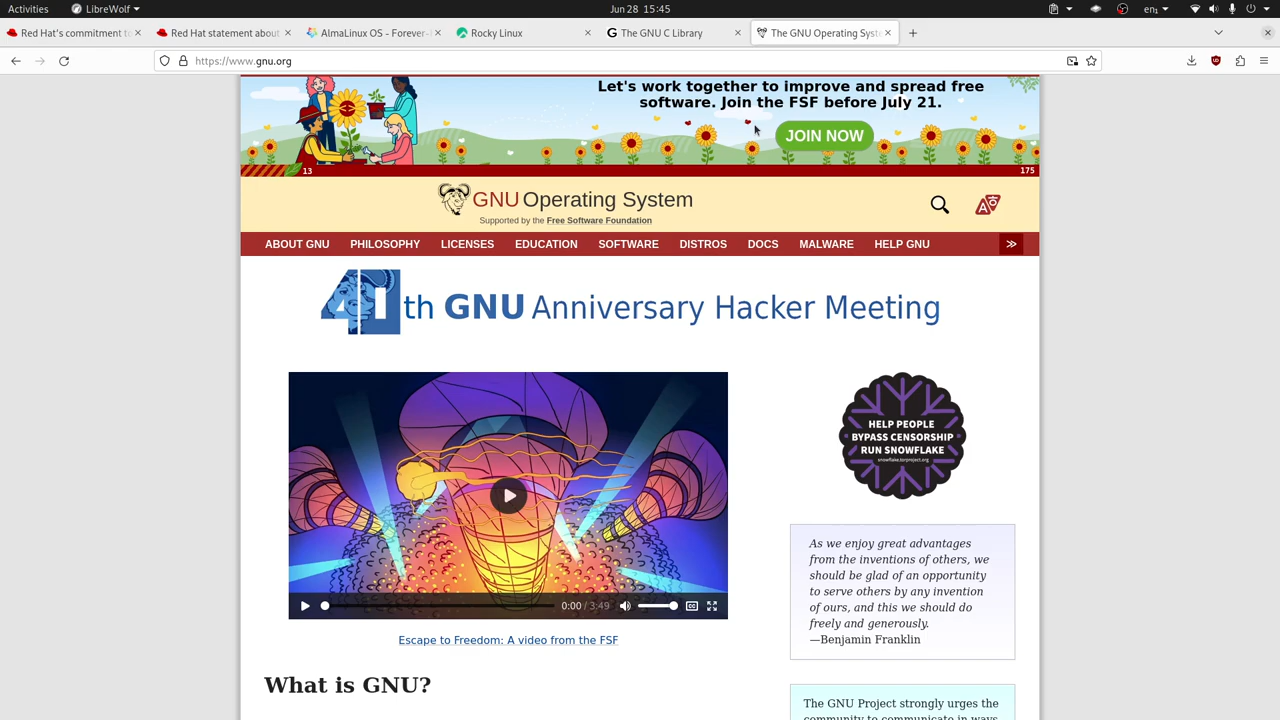 Activities
LibreWolf
Jun 28 15:45
en₁
Red Hat's commitment to
Red Hat statement about
AlmaLinux OS - Forever-
Rocky Linux
The GNU C Library
The GNU Operating Syste
https://www.gnu.org
Let's work together to improve and spread free
software. Join the FSF before July 21.
JOIN NOW
13
175
GNU Operating System
Supported by the Free Software Foundation
ABOUT GNU
PHILOSOPHY
LICENSES
EDUCATION
SOFTWARE
DISTROS
DOCS
MALWARE
HELP GNU
≫
41th GNU Anniversary Hacker Meeting
HELP PEOPLE
BYPASS CENSORSHIP
RUN SNOWFLAKE
snowflake.torproject.org
0:00 / 3:49
CC
Escape to Freedom: A video from the FSF
As we enjoy great advantages
from the inventions of others, we
should be glad of an opportunity
to serve others by any invention
of ours, and this we should do
freely and generously.
—Benjamin Franklin
What is GNU?
The GNU Project strongly urges the
community to communicate in ways